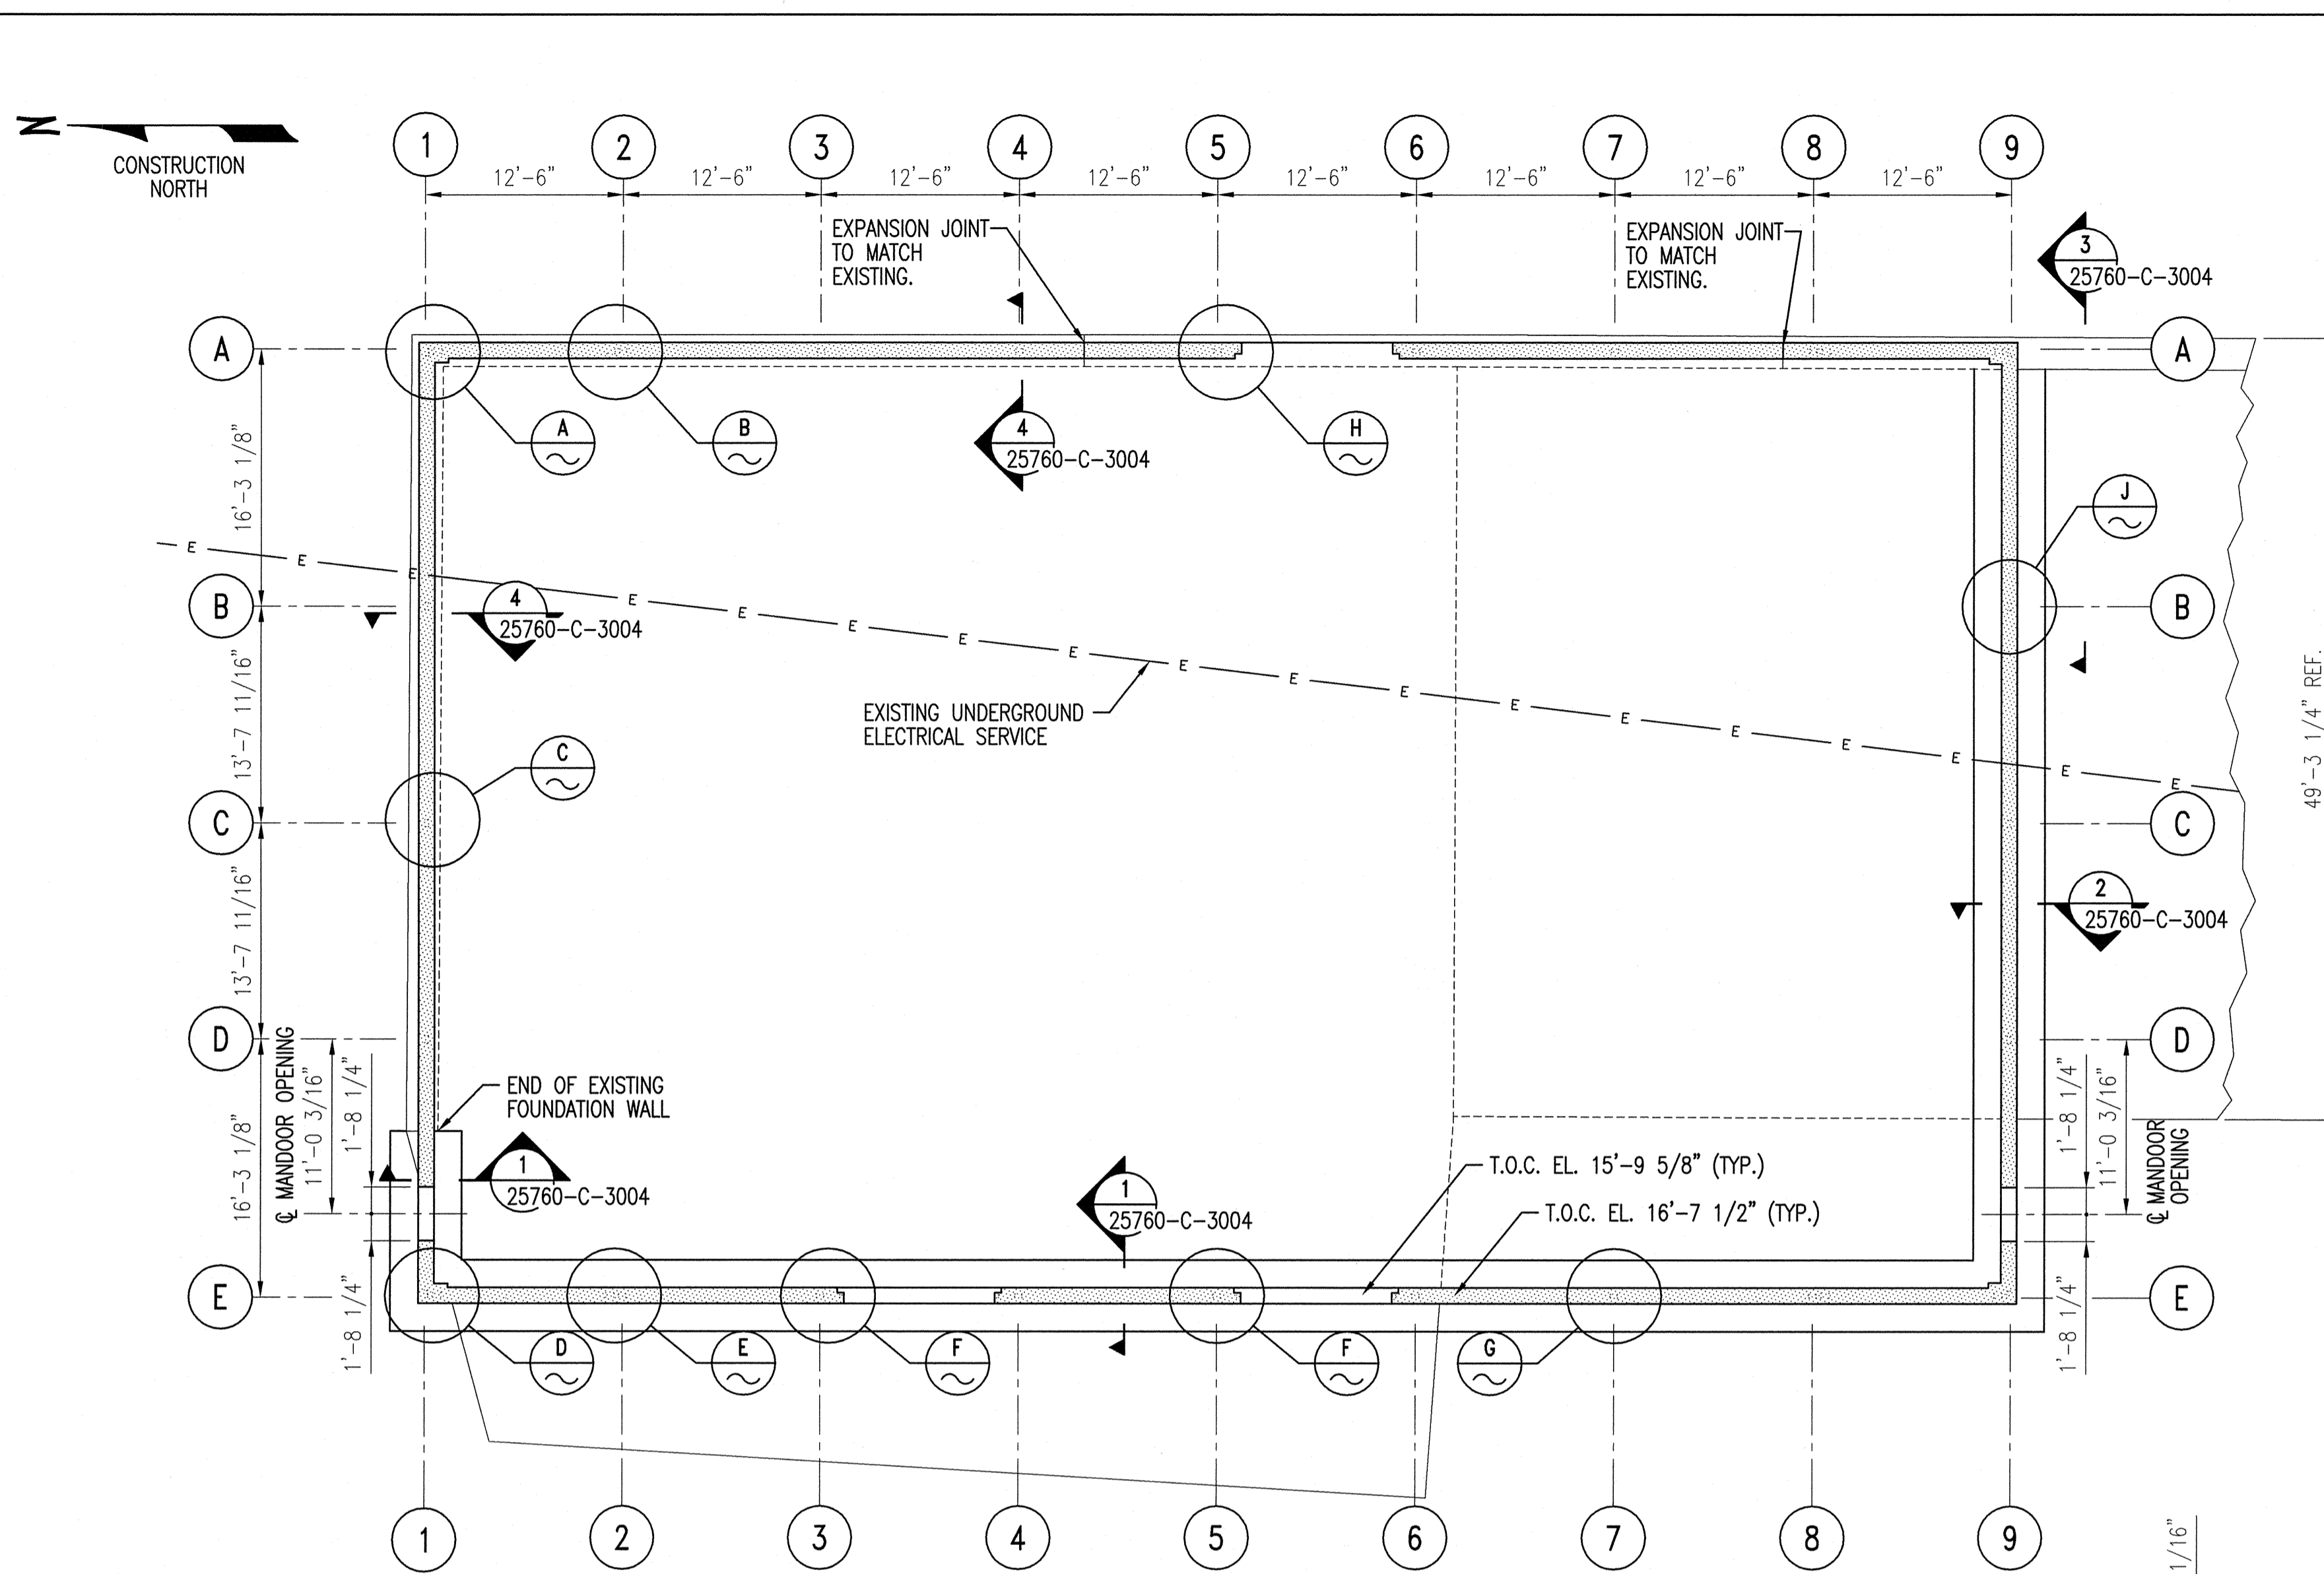 N
CONSTRUCTION
NORTH
1 2 3 4 5 6 7 8 9
12'-6" 12'-6" 12'-6" 12'-6" 12'-6" 12'-6" 12'-6" 12'-6"
EXPANSION JOINT
TO MATCH
EXISTING.
EXPANSION JOINT
TO MATCH
EXISTING.
3
25760-C-3004
A
A
A
B
4
25760-C-3004
H
J
16'-3 1/8"
E E E E E E E E E E E E E E E E E E E
B
4
25760-C-3004
B
EXISTING UNDERGROUND
ELECTRICAL SERVICE
13'-7 11/16"
49'-3 1/4" REF.
C
C
C
2
25760-C-3004
13'-7 11/16"
D
D
℄ MANDOOR OPENING
11'-0 3/16"
1'-8 1/4"
16'-3 1/8"
1'-8 1/4"
END OF EXISTING
FOUNDATION WALL
1
25760-C-3004
1
25760-C-3004
T.O.C. EL. 15'-9 5/8" (TYP.)
T.O.C. EL. 16'-7 1/2" (TYP.)
1'-8 1/4"
11'-0 3/16"
℄ MANDOOR
OPENING
1'-8 1/4"
E
E
D
E
F
F
G
1 2 3 4 5 6 7 8 9
1/16"